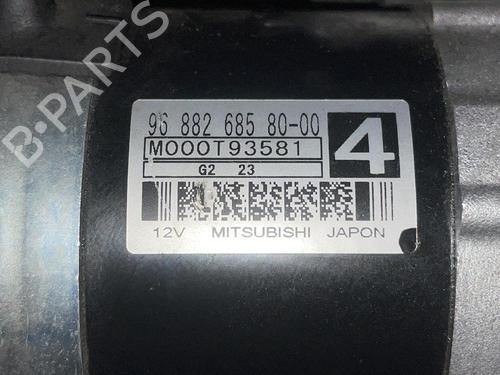 B-PARTS
96 882 685 80-00
M000T93581
4
G2 23
12V MITSUBISHI JAPON